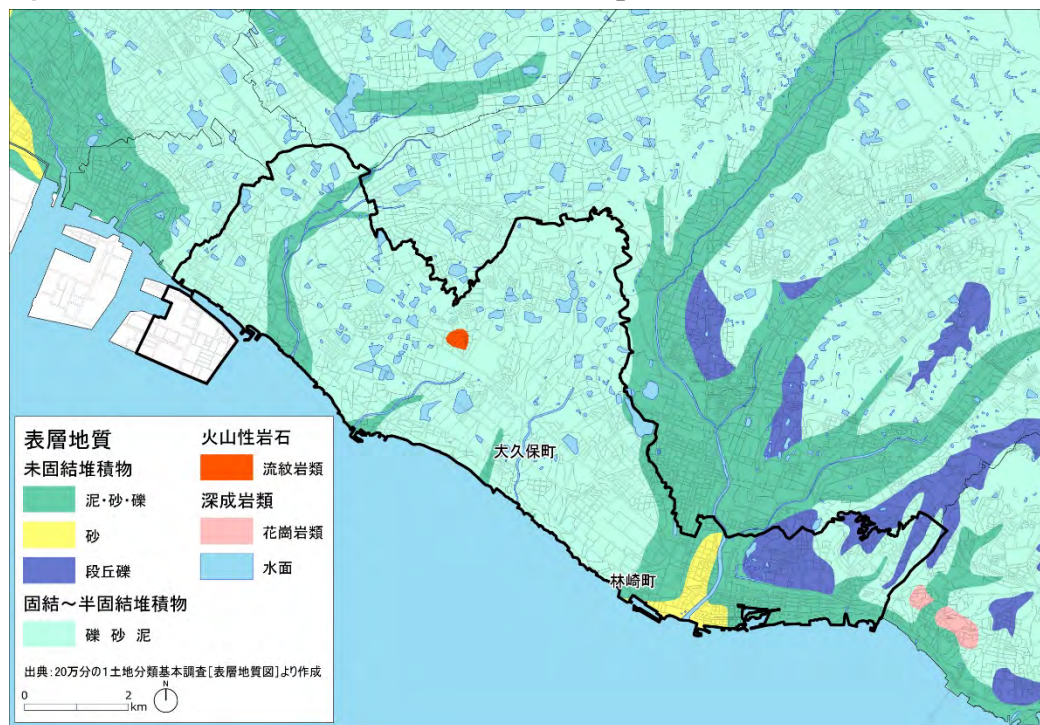 大久保町
林崎町
表層地質
未固結堆積物
泥・砂・礫
砂
段丘礫
固結～半固結堆積物
礫 砂 泥
火山性岩石
流紋岩類
深成岩類
花崗岩類
水面
出典：20万分の1土地分類基本調査[表層地質図]より作成
0 2
km
N